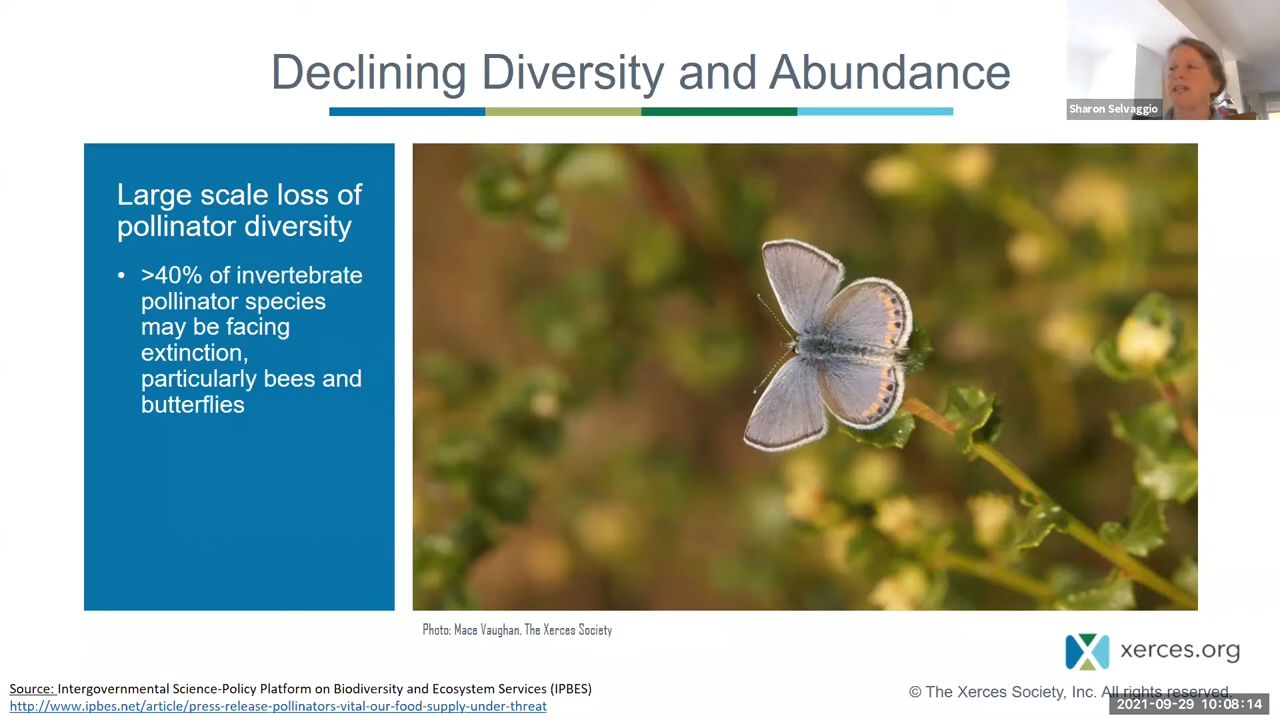 Declining Diversity and Abundance
Sharon Selvaggio
Large scale loss of
pollinator diversity
• >40% of invertebrate
pollinator species
may be facing
extinction,
particularly bees and
butterflies
Photo: Mace Vaughan, The Xerces Society
xerces.org
Source: Intergovernmental Science-Policy Platform on Biodiversity and Ecosystem Services (IPBES)
http://www.ipbes.net/article/press-release-pollinators-vital-our-food-supply-under-threat
© The Xerces Society, Inc. All rights reserved.
2021-09-29 10:08:14